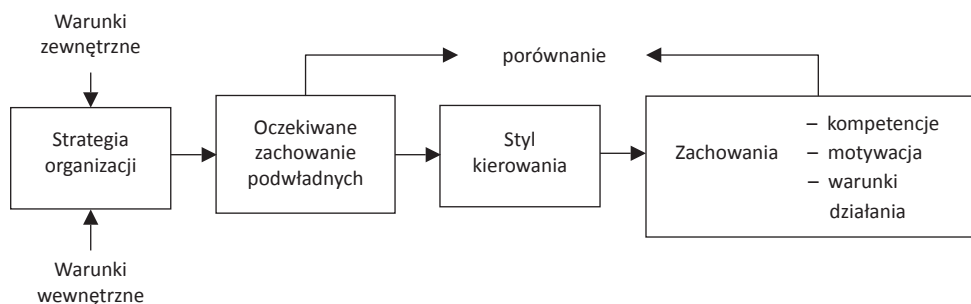 Warunki
zewnętrzne
porównanie
Strategia
organizacji
Oczekiwane
zachowanie
podwładnych
Styl
kierowania
Zachowania
– kompetencje
– motywacja
– warunki
działania
Warunki
wewnętrzne